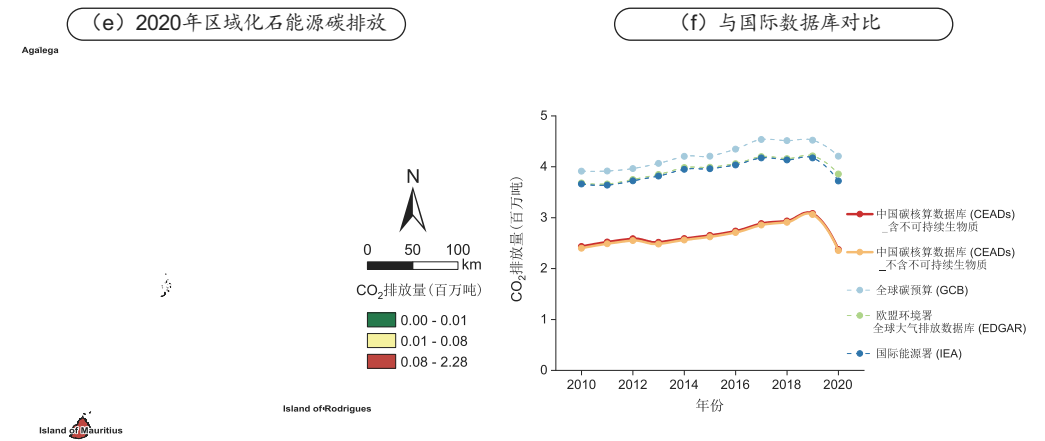 （e）2020年区域化石能源碳排放
Agalega
N
0 50 100
km
CO2排放量(百万吨)
0.00 - 0.01
0.01 - 0.08
0.08 - 2.28
Island of Rodrigues
Island of Mauritius
（f）与国际数据库对比
CO2排放量(百万吨)
5
4
3
2
1
0
2010 2012 2014 2016 2018 2020
年份
中国碳核算数据库 (CEADs)
_含不可持续生物质
中国碳核算数据库 (CEADs)
_不含不可持续生物质
全球碳预算 (GCB)
欧盟环境署
全球大气排放数据库 (EDGAR)
国际能源署 (IEA)